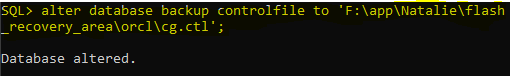 SQL> alter database backup controlfile to 'F:\app\Natalie\flash
_recovery_area\orcl\cg.ctl';
Database altered.